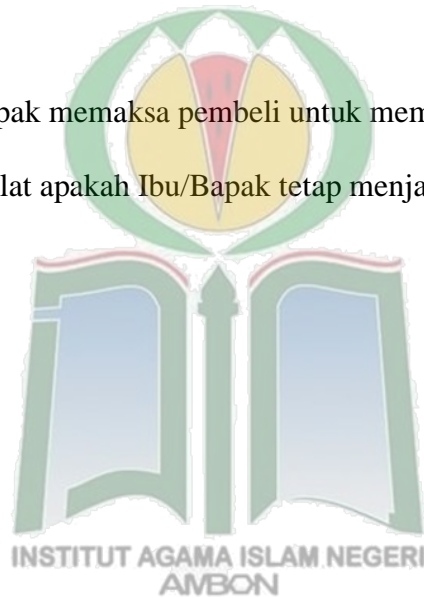 pak memaksa pembeli untuk mem
lat apakah Ibu/Bapak tetap menja
INSTITUT AGAMA ISLAM NEGERI
AMBON